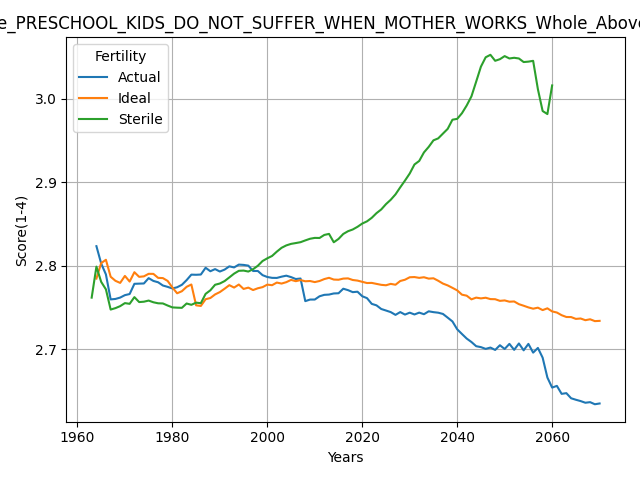 e_PRESCHOOL_KIDS_DO_NOT_SUFFER_WHEN_MOTHER_WORKS_Whole_Above
Fertility
Actual
Ideal
Sterile
Score(1-4)
3.0
2.9
2.8
2.7
1960 1980 2000 2020 2040 2060
Years